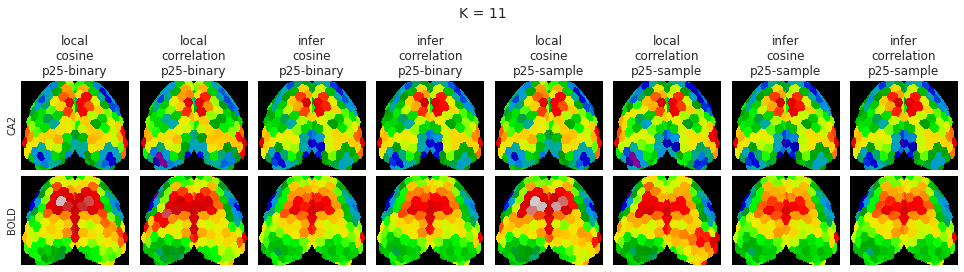 K = 11
local
cosine
p25-binary
local
correlation
p25-binary
infer
cosine
p25-binary
infer
correlation
p25-binary
local
cosine
p25-sample
local
correlation
p25-sample
infer
cosine
p25-sample
infer
correlation
p25-sample
CA2
BOLD